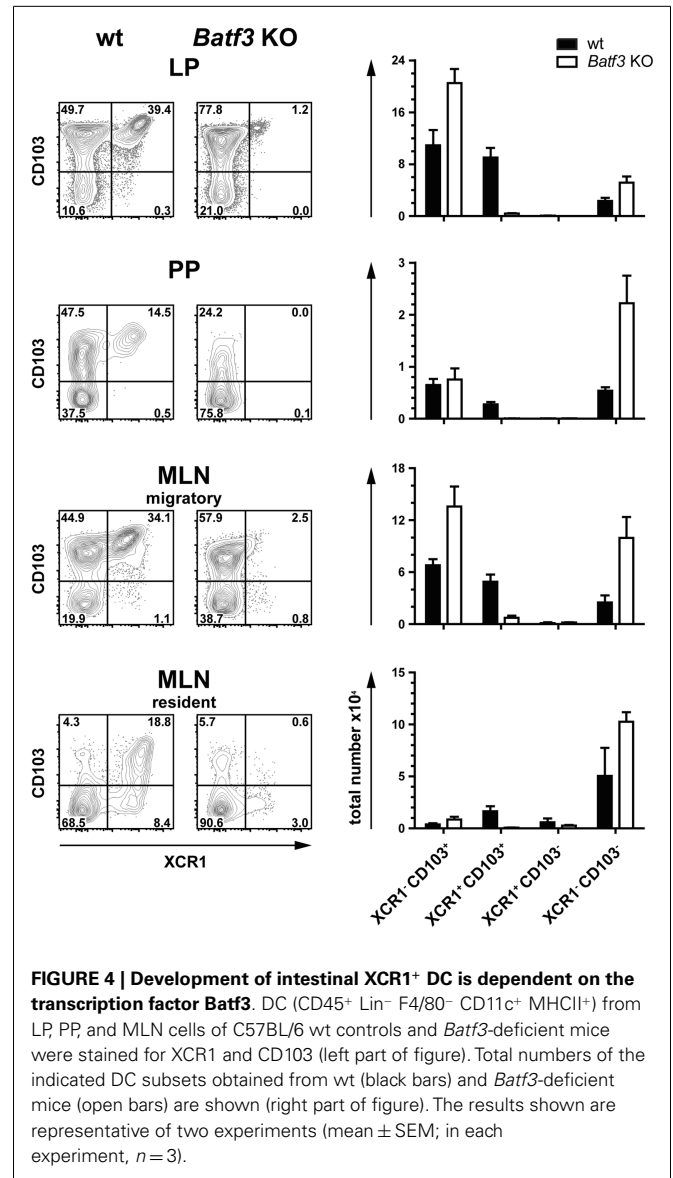 wt Batf3 KO
LP
49.7 39.4 77.8 1.2
CD103
10.6 0.3 21.0 0.0
24
16
8
0
wt
Batf3 KO
PP
47.5 14.5 24.2 0.0
CD103
37.5 0.5 75.8 0.1
3
2
1
0
MLN
migratory
44.9 34.1 57.9 2.5
CD103
19.9 1.1 38.7 0.8
18
12
6
0
MLN
resident
4.3 18.8 5.7 0.6
CD103
68.5 8.4 90.6 3.0
XCR1
total number x10⁴
15
10
5
0
XCR1⁻CD103⁺
XCR1⁺CD103⁺
XCR1⁺CD103⁻
XCR1⁻CD103⁻
FIGURE 4 | Development of intestinal XCR1⁺ DC is dependent on the
transcription factor Batf3. DC (CD45⁺ Lin⁻ F4/80⁻ CD11c⁺ MHCII⁺) from
LP, PP, and MLN cells of C57BL/6 wt controls and Batf3-deficient mice
were stained for XCR1 and CD103 (left part of figure). Total numbers of the
indicated DC subsets obtained from wt (black bars) and Batf3-deficient
mice (open bars) are shown (right part of figure). The results shown are
representative of two experiments (mean ± SEM; in each
experiment, n = 3).